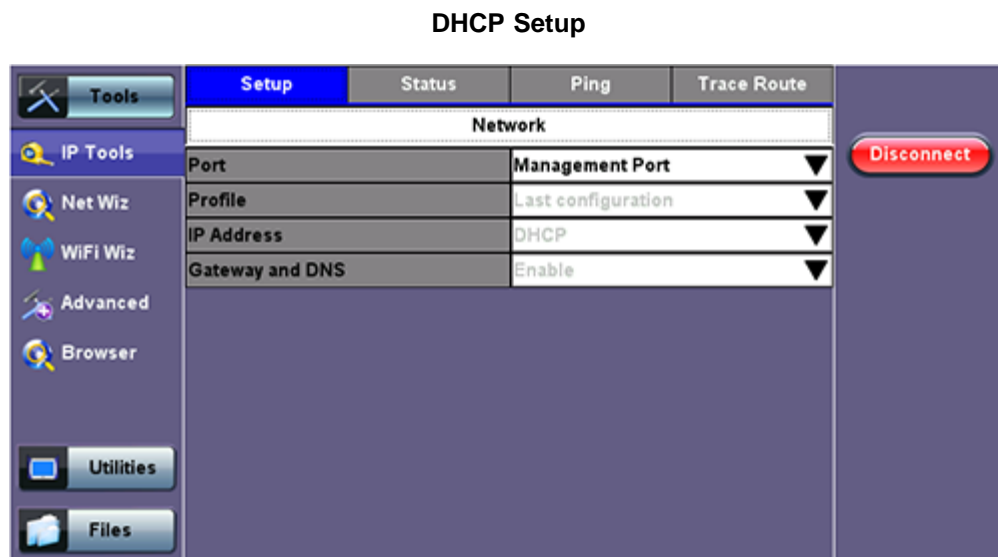 DHCP Setup
Tools
Setup
Status
Ping
Trace Route
Network
IP Tools
Port
Management Port
Disconnect
Net Wiz
Profile
Last configuration
IP Address
DHCP
WiFi Wiz
Gateway and DNS
Enable
Advanced
Browser
Utilities
Files